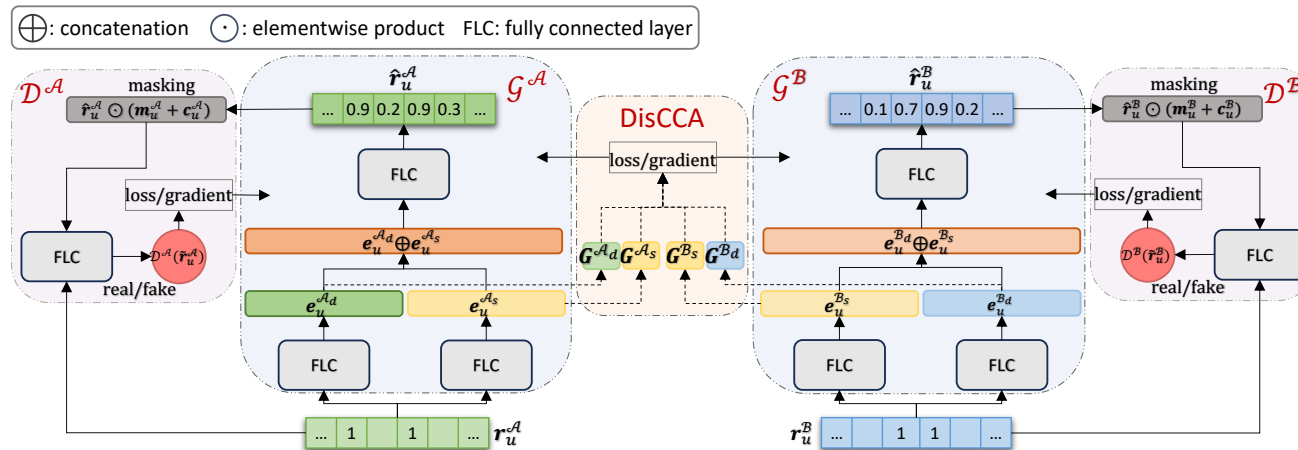 ⊕: concatenation ⊙: elementwise product FLC: fully connected layer
𝒟^𝒜
masking
r̂_u^𝒜 ⊙ (m_u^𝒜 + c_u^𝒜)
loss/gradient
FLC
𝒟^𝒜(r̃_u^𝒜)
real/fake
r̂_u^𝒜
𝒢^𝒜
... 0.9 0.2 0.9 0.3 ...
FLC
e_u^{𝒜_d} ⊕ e_u^{𝒜_s}
e_u^{𝒜_d} e_u^{𝒜_s}
FLC FLC
... 1 1 ... r_u^𝒜
DisCCA
loss/gradient
G^{𝒜_d} G^{𝒜_s} G^{ℬ_s} G^{ℬ_d}
𝒢^ℬ
r̂_u^ℬ
... 0.1 0.7 0.9 0.2 ...
FLC
e_u^{ℬ_d} ⊕ e_u^{ℬ_s}
e_u^{ℬ_s} e_u^{ℬ_d}
FLC FLC
r_u^ℬ ... 1 1 ...
masking
𝒟^ℬ
r̂_u^ℬ ⊙ (m_u^ℬ + c_u^ℬ)
loss/gradient
𝒟^ℬ(r̃_u^ℬ)
FLC
real/fake